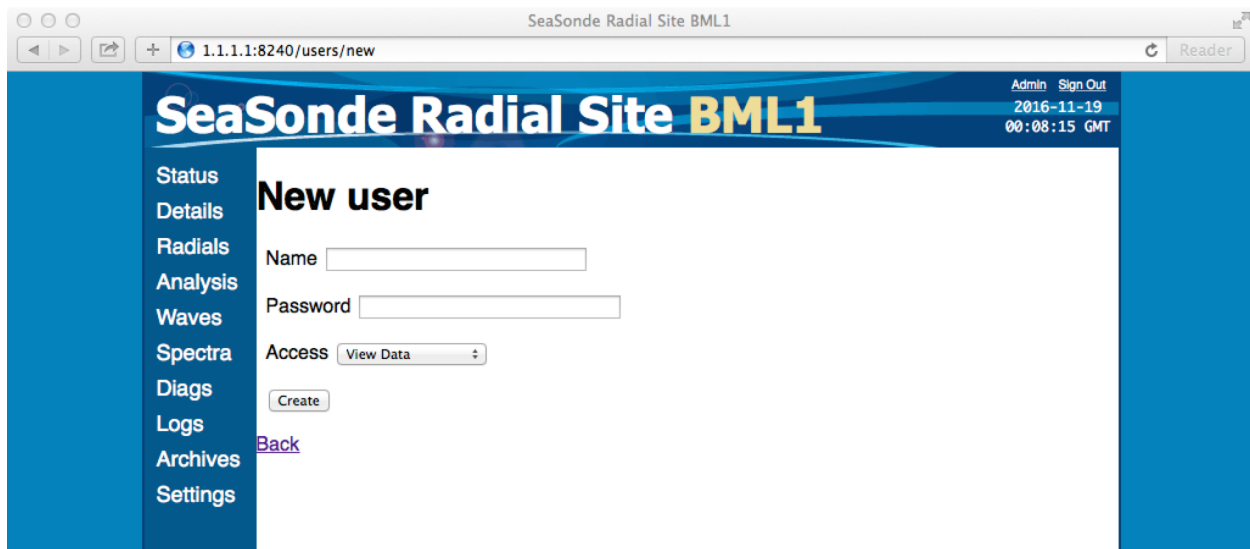 SeaSonde Radial Site BML1
1.1.1.1:8240/users/new
Reader
SeaSonde Radial Site BML1
Admin Sign Out
2016-11-19
00:08:15 GMT
Status
Details
Radials
Analysis
Waves
Spectra
Diags
Logs
Archives
Settings
New user
Name
Password
Access View Data
Create
Back